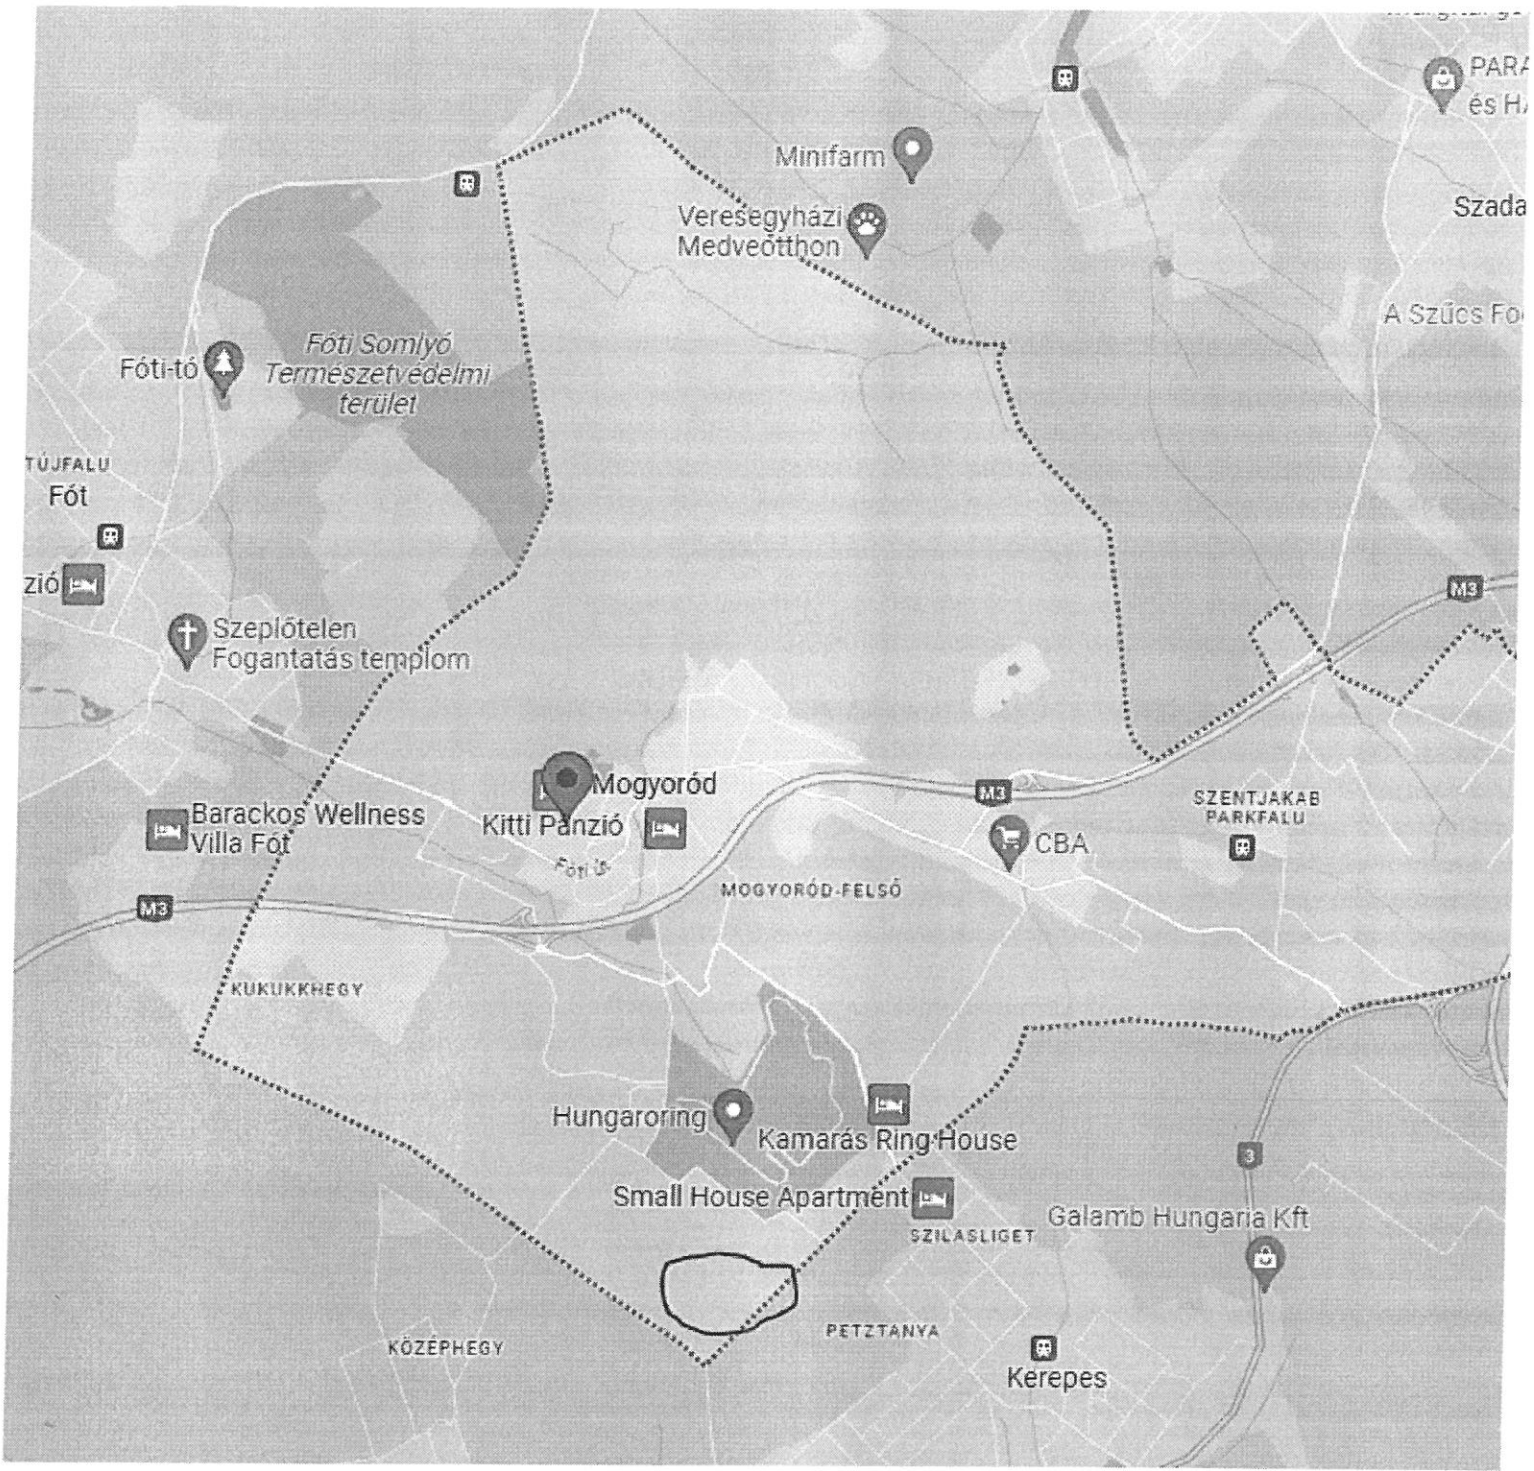 PARA
és HA
Minifarm
Veresegyházi
Medveotthon
Szada
A Szűcs Fo
Fóti Somlyó
Természetvédelmi
terület
Fóti-tó
TÚJFALU
Fót
zió
M3
Szeplőtelen
Fogantatás templom
Mogyoród
Kitti Panzió
M3
SZENTJAKAB
PARKFALU
Barackos Wellness
Villa Fót
CBA
Fóti ú.
MOGYORÓD-FELSŐ
M3
KUKUKKHEGY
Hungaroring
Kamarás Ring House
3
Small House Apartment
Galamb Hungaria Kft
SZILASLIGET
PETZTANYA
KÖZÉPHEGY
Kerepes